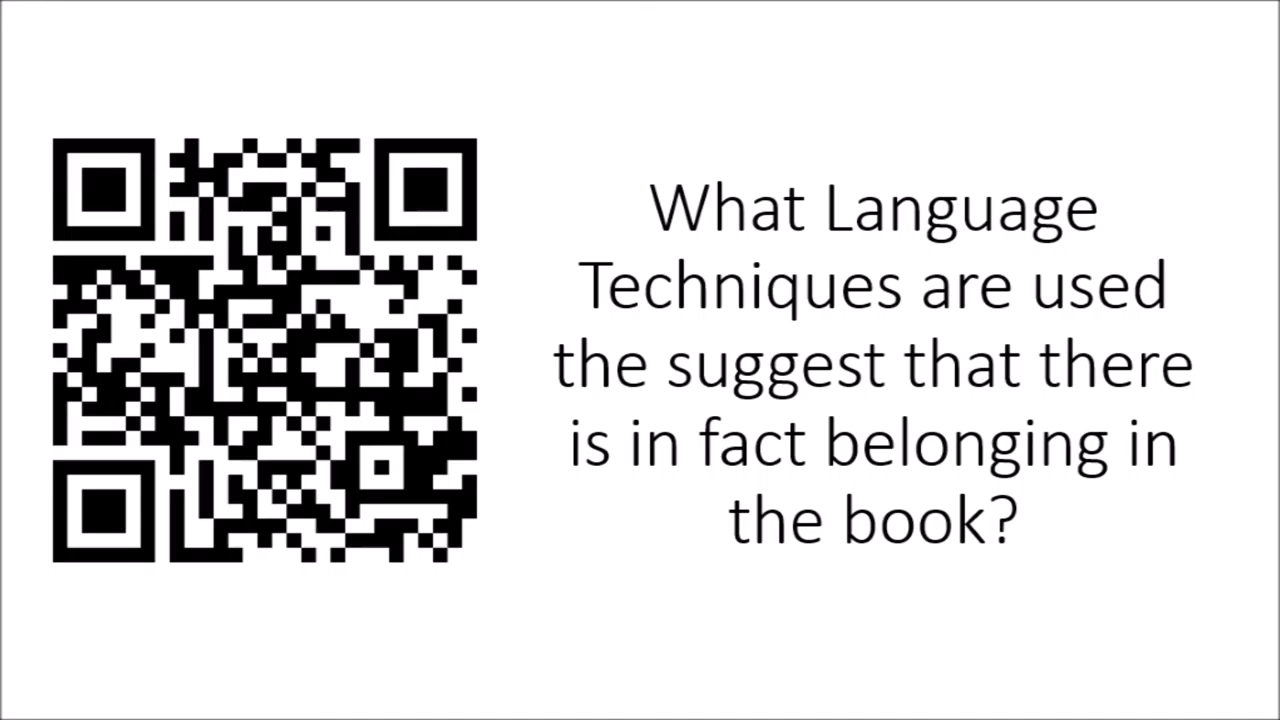 What Language
Techniques are used
the suggest that there
is in fact belonging in
the book?